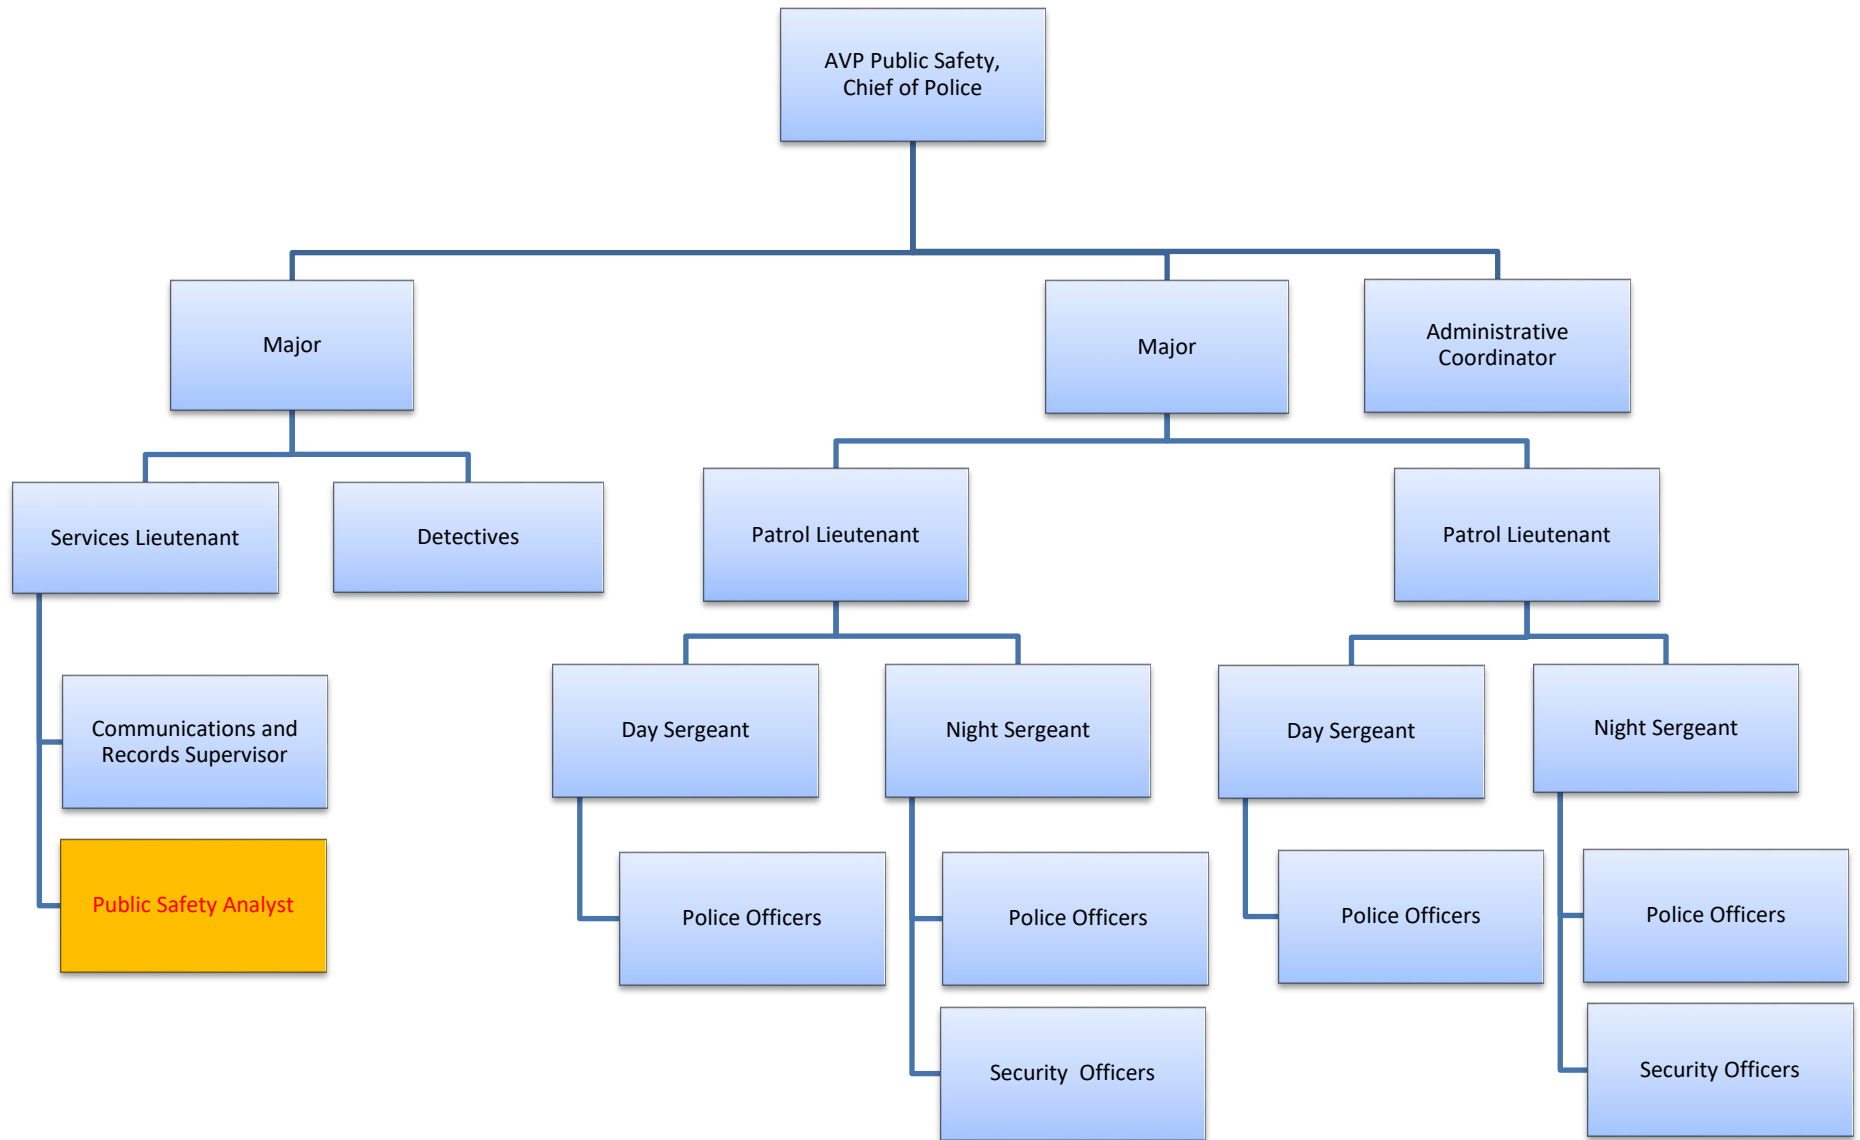 AVP Public Safety,
Chief of Police
Major
Major
Administrative
Coordinator
Services Lieutenant
Detectives
Patrol Lieutenant
Patrol Lieutenant
Communications and
Records Supervisor
Day Sergeant
Night Sergeant
Day Sergeant
Night Sergeant
Public Safety Analyst
Police Officers
Police Officers
Police Officers
Police Officers
Security  Officers
Security Officers